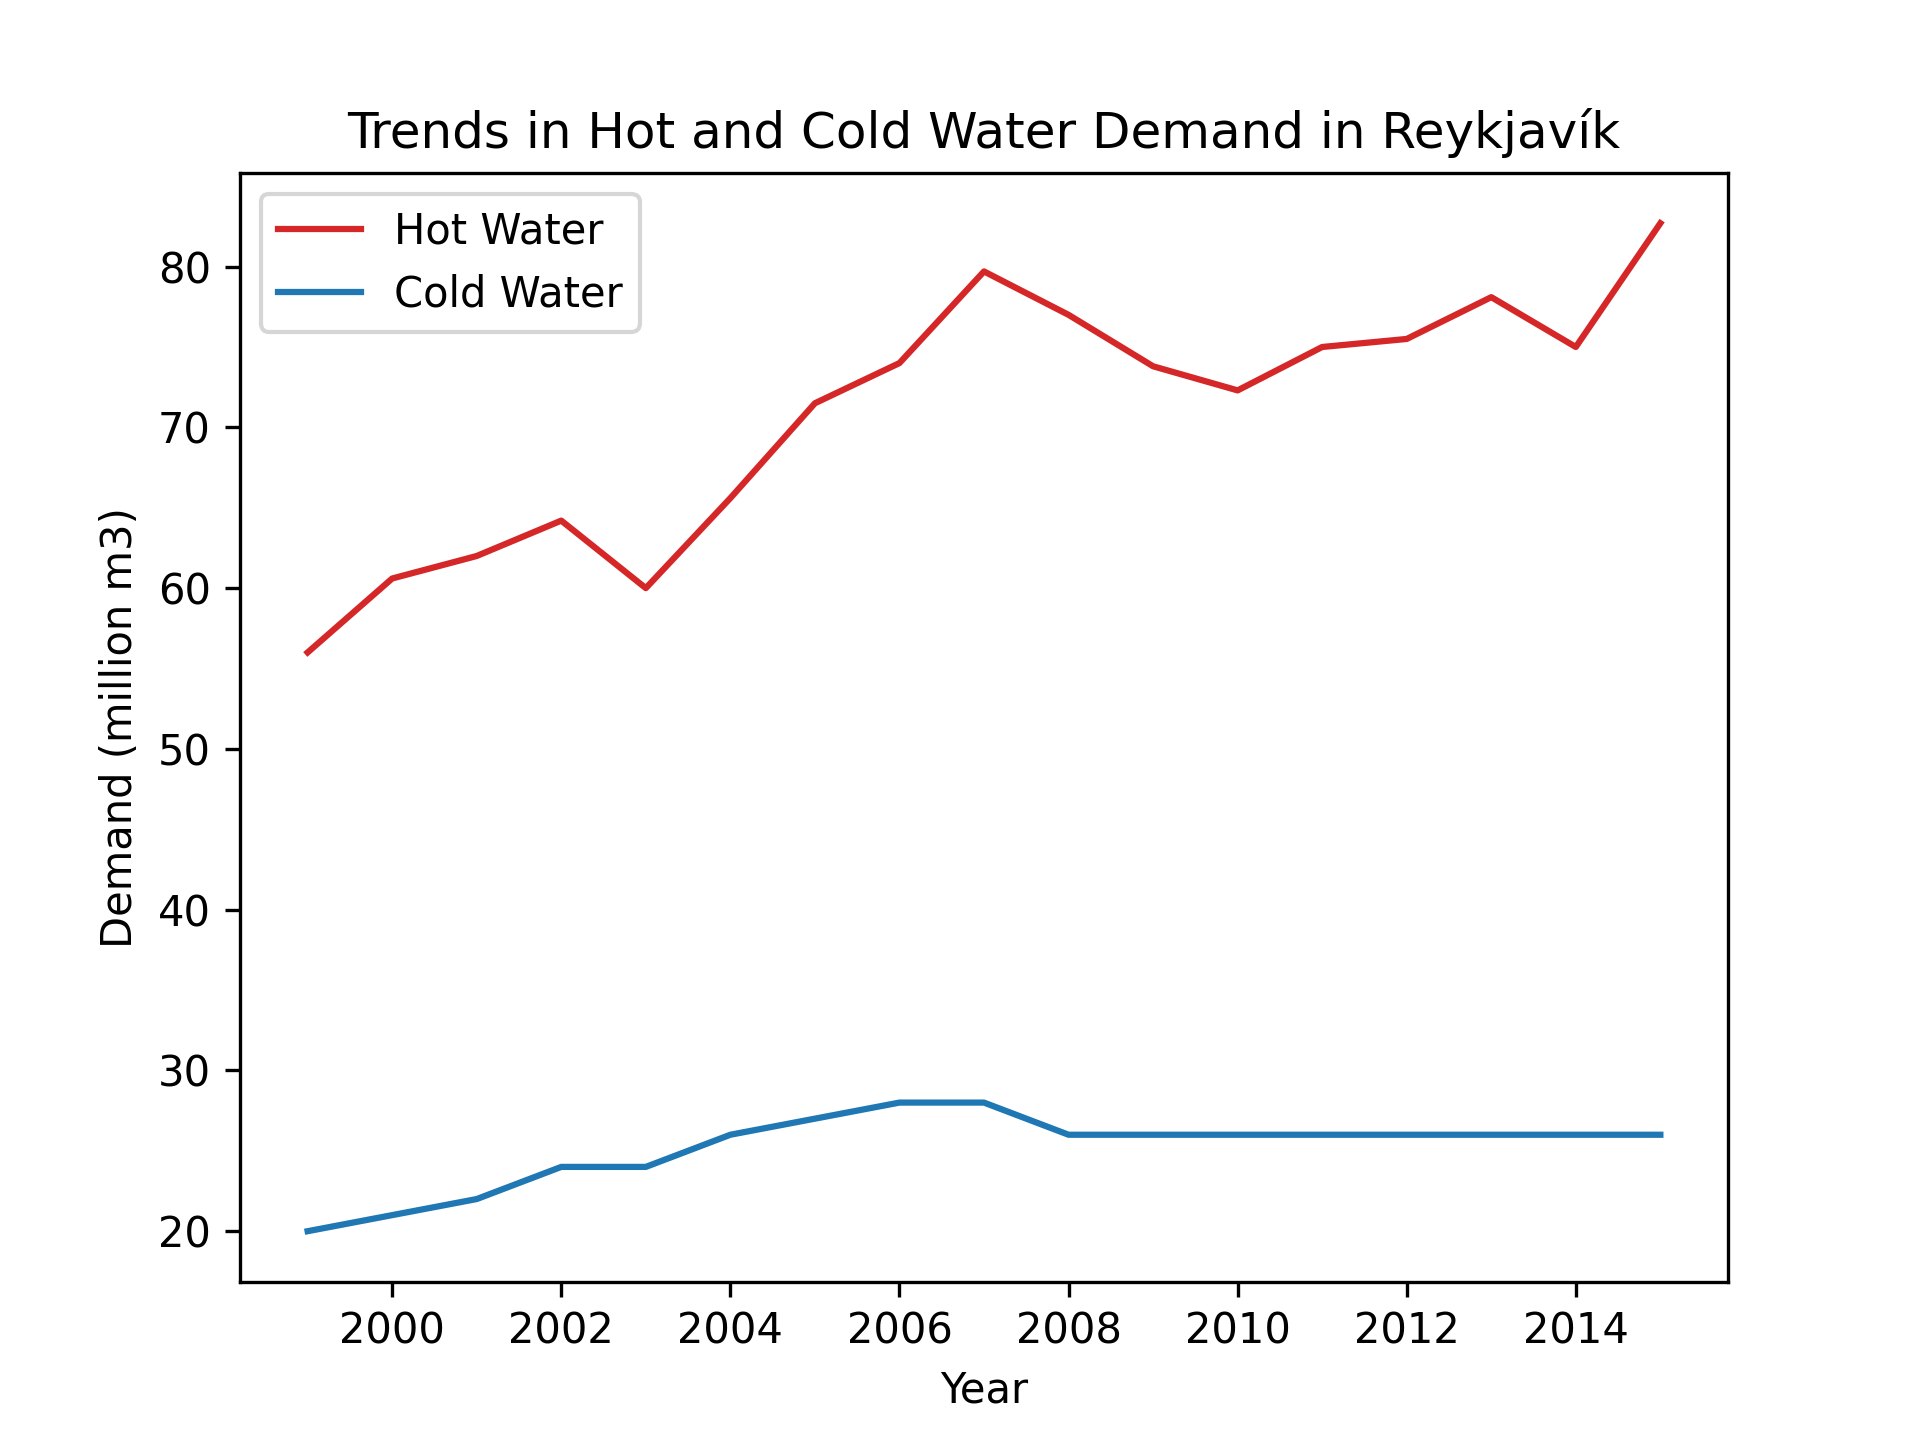 Trends in Hot and Cold Water Demand in Reykjavík
Hot Water
Cold Water
80
70
60
50
40
30
20
Demand (million m3)
2000 2002 2004 2006 2008 2010 2012 2014
Year